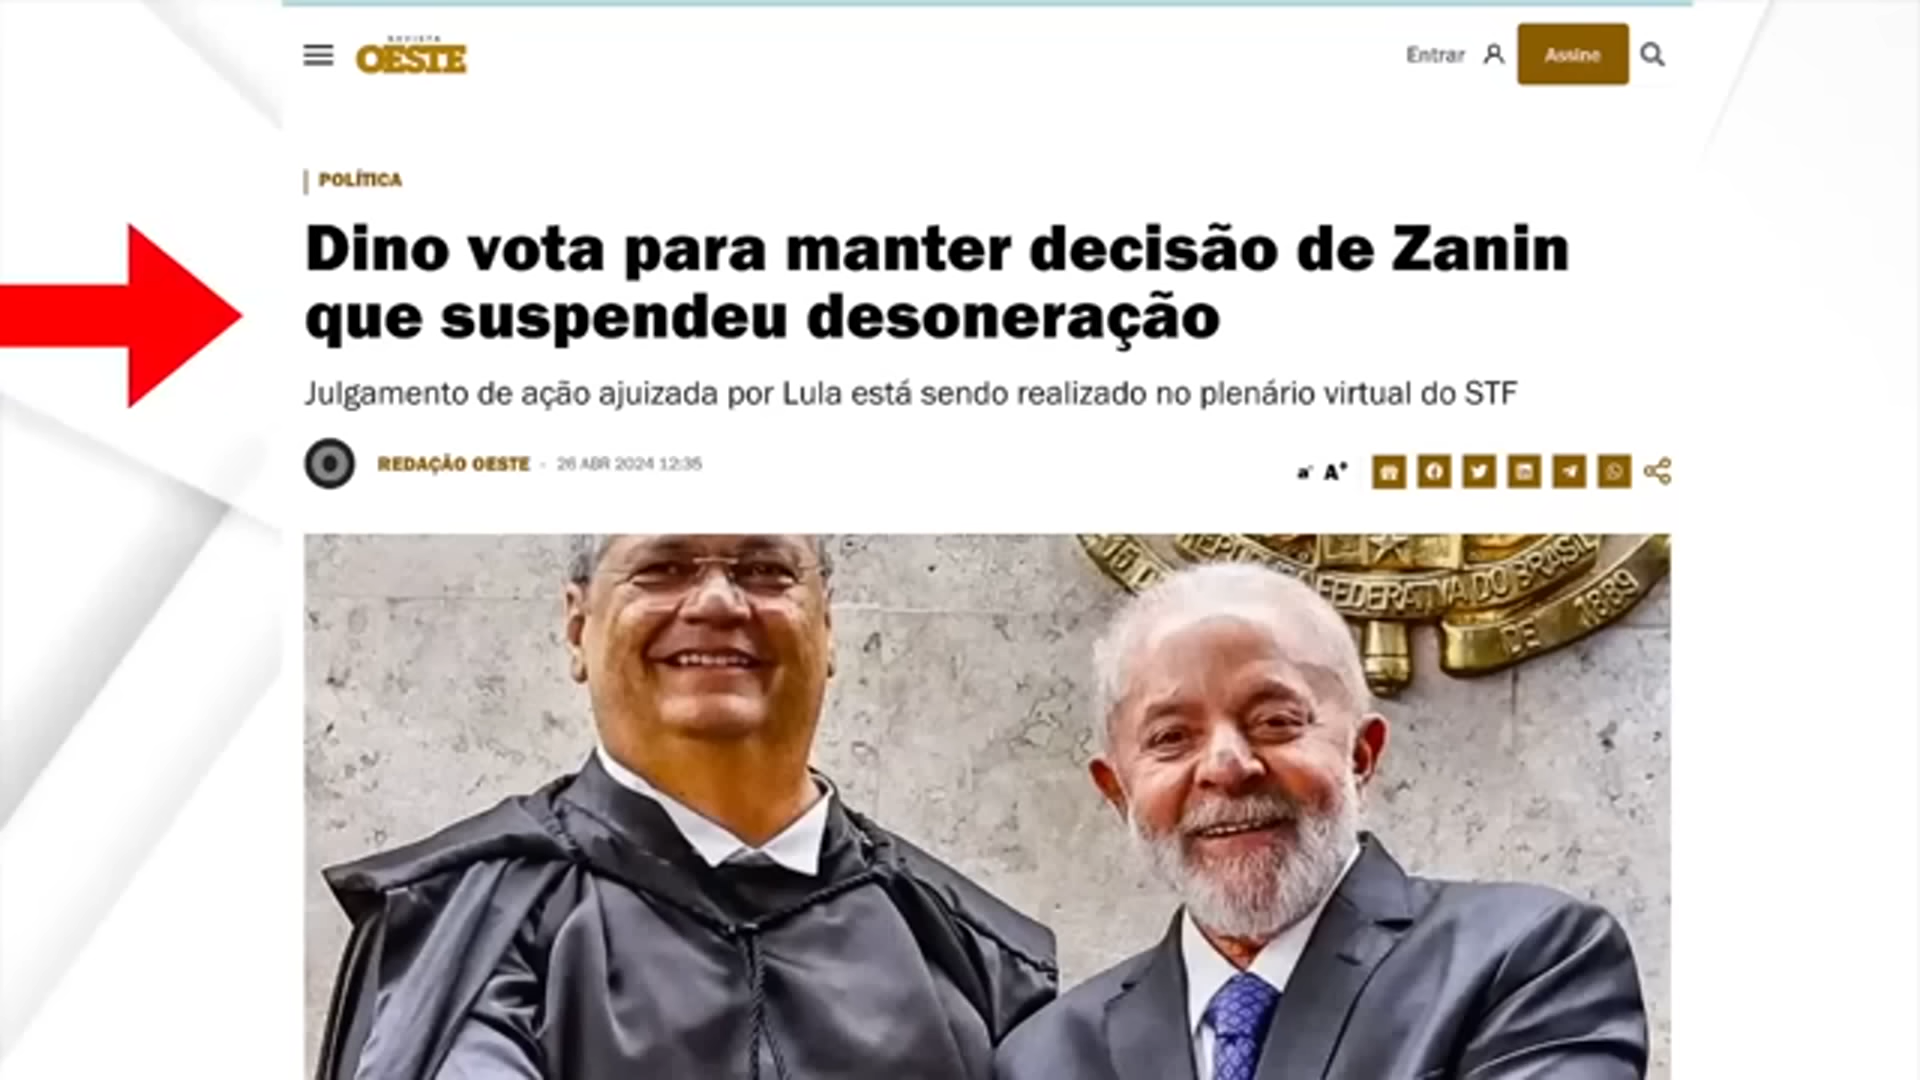 REVISTA
OESTE
Entrar
Assine
POLÍTICA
Dino vota para manter decisão de Zanin
que suspendeu desoneração
Julgamento de ação ajuizada por Lula está sendo realizado no plenário virtual do STF
REDAÇÃO OESTE - 26 ABR 2024 12:35
a- A+
REPÚBLICA FEDERATIVA DO BRASIL
15 D
DE 1889